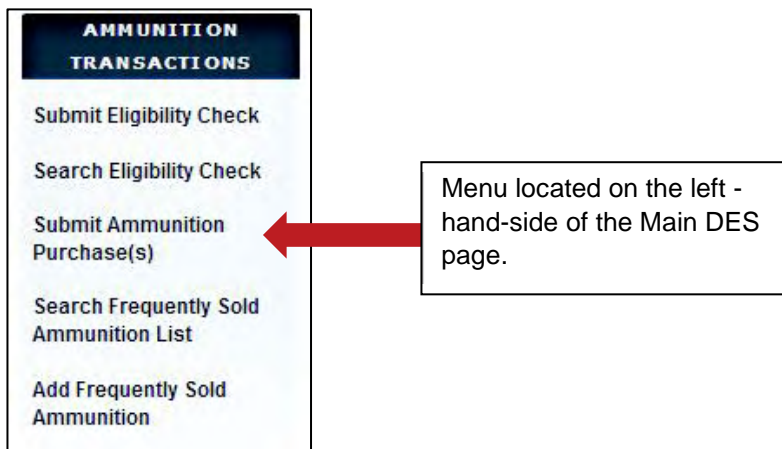 AMMUNITION
TRANSACTIONS
Submit Eligibility Check
Search Eligibility Check
Submit Ammunition
Purchase(s)
Search Frequently Sold
Ammunition List
Add Frequently Sold
Ammunition
Menu located on the left -
hand-side of the Main DES
page.